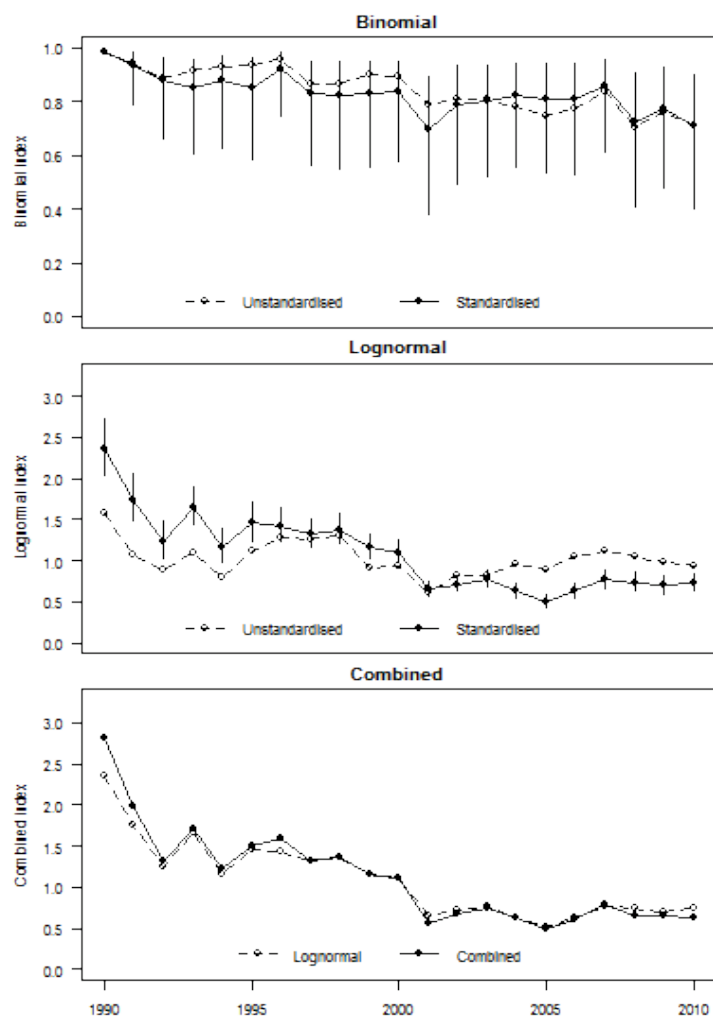 Binomial
Binomial Index
1.0
0.8
0.6
0.4
0.2
0.0
Unstandardised Standardised
Lognormal
Lognormal Index
3.0
2.5
2.0
1.5
1.0
0.5
0.0
Unstandardised Standardised
Combined
Combined Index
3.0
2.5
2.0
1.5
1.0
0.5
0.0
Lognormal Combined
1990 1995 2000 2005 2010